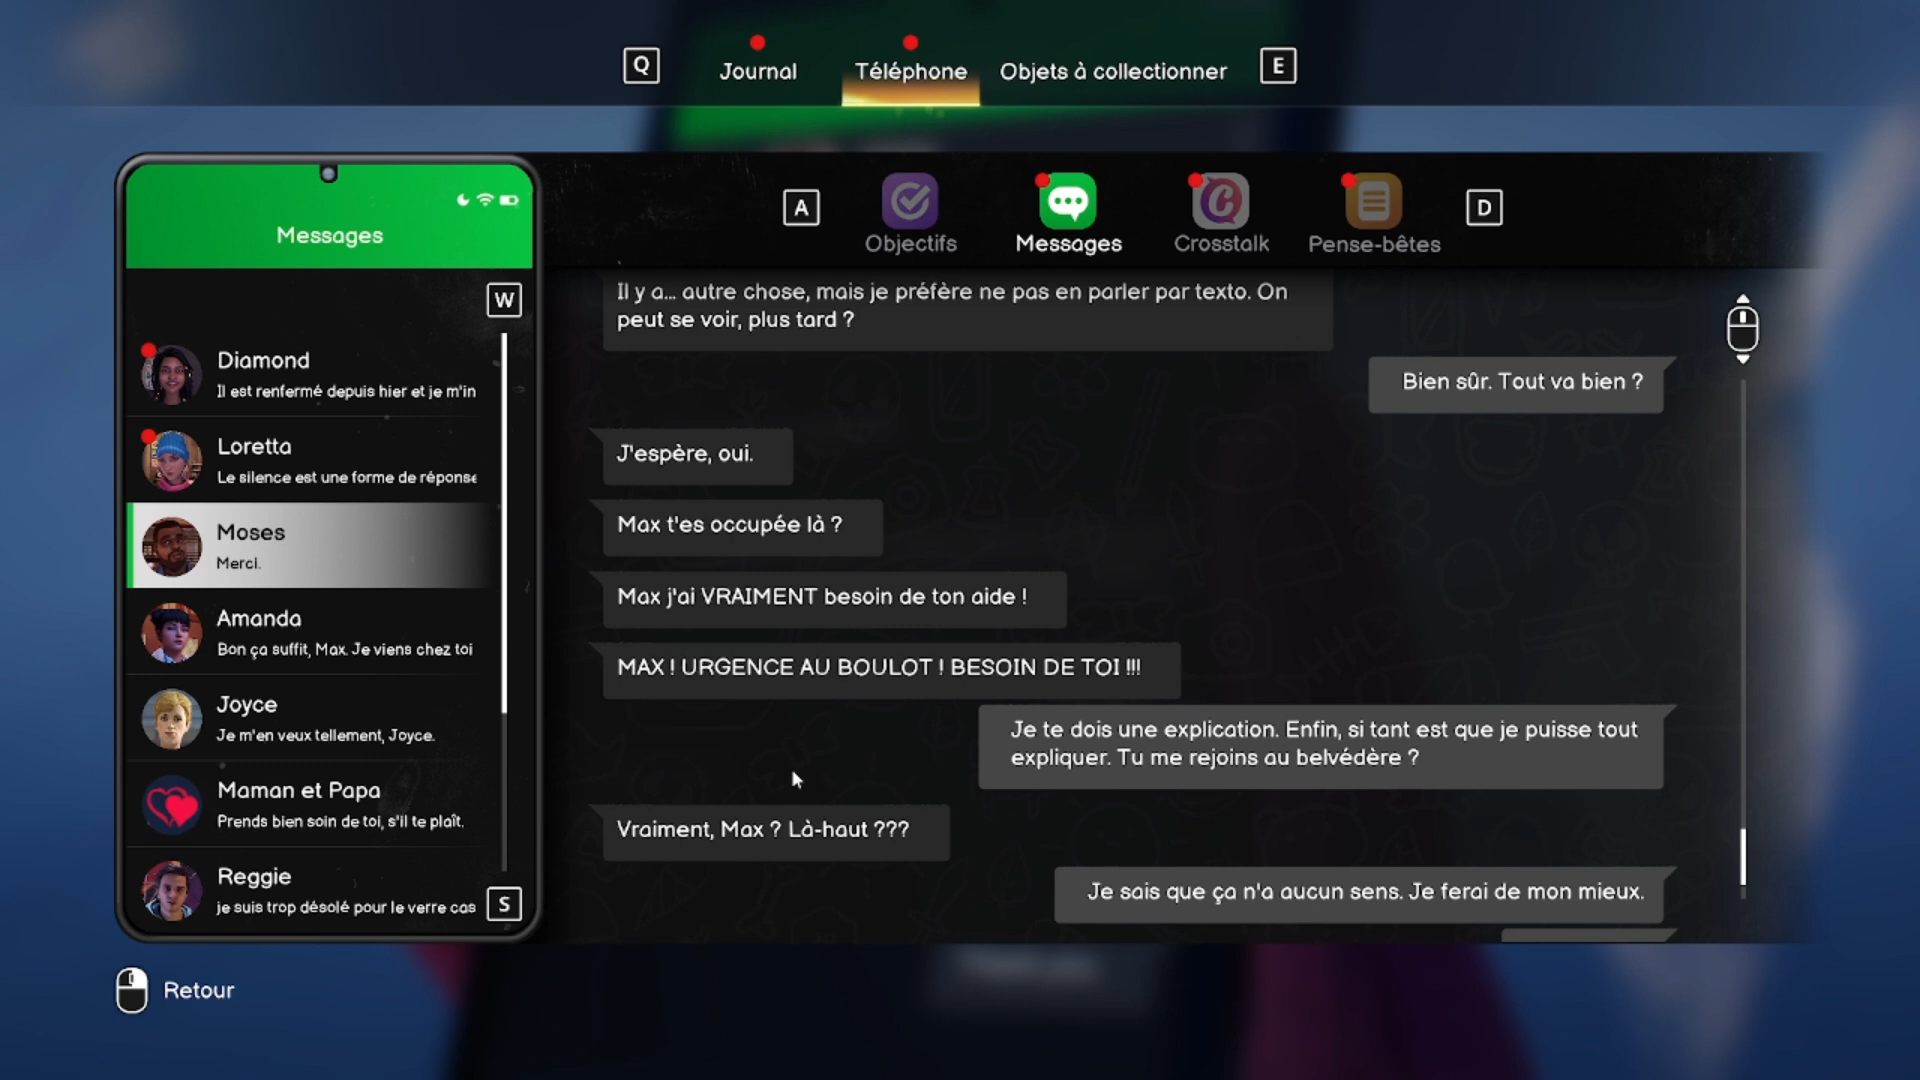 Q
Journal
Téléphone
Objets à collectionner
E
Messages
A
Objectifs
Messages
Crosstalk
Pense-bêtes
D
W
Diamond
Il est renfermé depuis hier et je m'in
Loretta
Le silence est une forme de réponse
Moses
Merci.
Amanda
Bon ça suffit, Max. Je viens chez toi
Joyce
Je m'en veux tellement, Joyce.
Maman et Papa
Prends bien soin de toi, s'il te plaît.
Reggie
je suis trop désolé pour le verre cas
S
Il y a... autre chose, mais je préfère ne pas en parler par texto. On
peut se voir, plus tard ?
Bien sûr. Tout va bien ?
J'espère, oui.
Max t'es occupée là ?
Max j'ai VRAIMENT besoin de ton aide !
MAX ! URGENCE AU BOULOT ! BESOIN DE TOI !!!
Je te dois une explication. Enfin, si tant est que je puisse tout
expliquer. Tu me rejoins au belvédère ?
Vraiment, Max ? Là-haut ???
Je sais que ça n'a aucun sens. Je ferai de mon mieux.
Retour